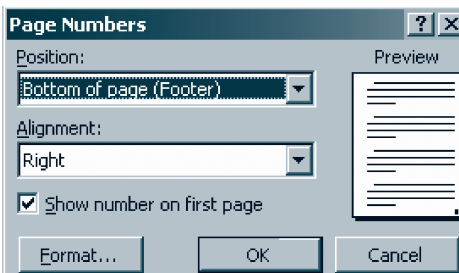 Page Numbers
Position:
Preview
Bottom of page (Footer)
Alignment:
Right
Show number on first page
Format...
OK
Cancel